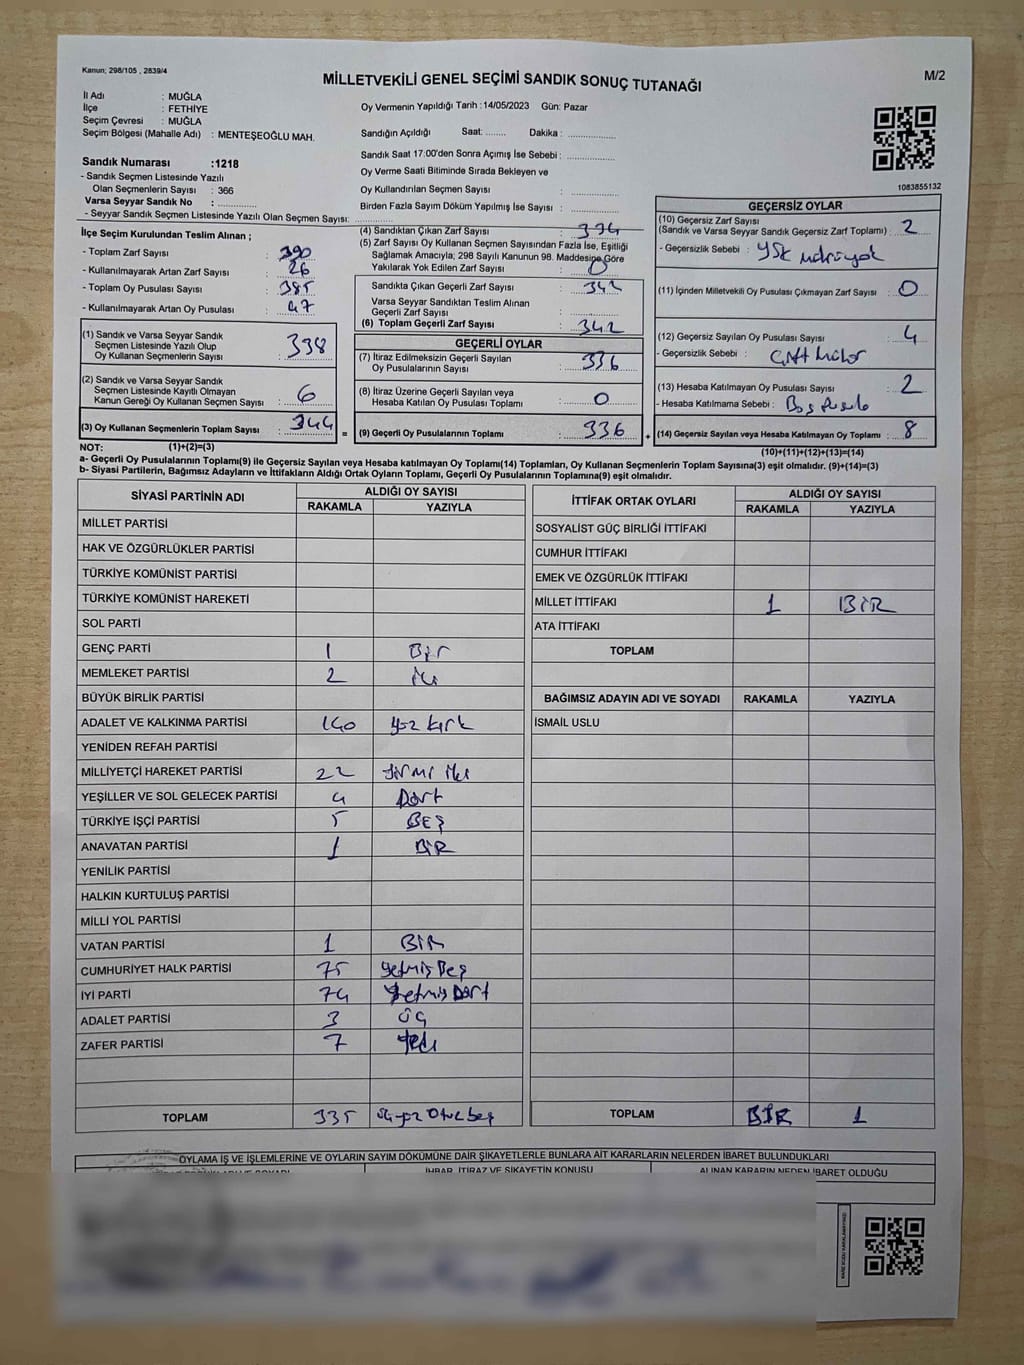 Kanun; 298/105 , 2839/4
MİLLETVEKİLİ GENEL SEÇİMİ SANDIK SONUÇ TUTANAĞI
M/2
İl Adı : MUĞLA
İlçe : FETHİYE
Seçim Çevresi : MUĞLA
Seçim Bölgesi (Mahalle Adı) : MENTEŞEOĞLU MAH.
Sandık Numarası :1218
- Sandık Seçmen Listesinde Yazılı
Olan Seçmenlerin Sayısı : 366
Varsa Seyyar Sandık No :
- Seyyar Sandık Seçmen Listesinde Yazılı Olan Seçmen Sayısı:
Oy Vermenin Yapıldığı Tarih :14/05/2023 Gün: Pazar
Sandığın Açıldığı Saat: ........ Dakika :
Sandık Saat 17:00'den Sonra Açımış İse Sebebi :
Oy Verme Saati Bitiminde Sırada Bekleyen ve
Oy Kullandırılan Seçmen Sayısı :
Birden Fazla Sayım Döküm Yapılmış İse Sayısı :
1083855132
İlçe Seçim Kurulundan Teslim Alınan ;
- Toplam Zarf Sayısı : 390
- Kullanılmayarak Artan Zarf Sayısı : 26
- Toplam Oy Pusulası Sayısı : 385
- Kullanılmayarak Artan Oy Pusulası : 47
(1) Sandık ve Varsa Seyyar Sandık
Seçmen Listesinde Yazılı Olup
Oy Kullanan Seçmenlerin Sayısı : 338
(2) Sandık ve Varsa Seyyar Sandık
Seçmen Listesinde Kayıtlı Olmayan
Kanun Gereği Oy Kullanan Seçmen Sayısı : 6
(3) Oy Kullanan Seçmenlerin Toplam Sayısı : 344
(4) Sandıktan Çıkan Zarf Sayısı :
(5) Zarf Sayısı Oy Kullanan Seçmen Sayısından Fazla İse, Eşitliği
Sağlamak Amacıyla; 298 Sayılı Kanunun 98. Maddesine Göre
Yakılarak Yok Edilen Zarf Sayısı : 0
Sandıkta Çıkan Geçerli Zarf Sayısı : 342
Varsa Seyyar Sandıktan Teslim Alınan
Geçerli Zarf Sayısı :
(6) Toplam Geçerli Zarf Sayısı : 342
GEÇERLİ OYLAR
(7) İtiraz Edilmeksizin Geçerli Sayılan
Oy Pusulalarının Sayısı : 336
(8) İtiraz Üzerine Geçerli Sayılan veya
Hesaba Katılan Oy Pusulası Toplamı : 0
= (9) Geçerli Oy Pusulalarının Toplamı : 336 +
GEÇERSİZ OYLAR
(10) Geçersiz Zarf Sayısı
(Sandık ve Varsa Seyyar Sandık Geçersiz Zarf Toplamı) : 2
- Geçersizlik Sebebi :
(11) İçinden Milletvekili Oy Pusulası Çıkmayan Zarf Sayısı : 0
(12) Geçersiz Sayılan Oy Pusulası Sayısı : 4
- Geçersizlik Sebebi :
(13) Hesaba Katılmayan Oy Pusulası Sayısı : 2
- Hesaba Katılmama Sebebi : Boş Pusula
(14) Geçersiz Sayılan veya Hesaba Katılmayan Oy Toplamı : 8
NOT: (1)+(2)=(3)
(10)+(11)+(12)+(13)=(14)
a- Geçerli Oy Pusulalarının Toplamı(9) ile Geçersiz Sayılan veya Hesaba katılmayan Oy Toplamı(14) Toplamları, Oy Kullanan Seçmenlerin Toplam Sayısına(3) eşit olmalıdır. (9)+(14)=(3)
b- Siyasi Partilerin, Bağımsız Adayların ve İttifakların Aldığı Ortak Oyların Toplamı, Geçerli Oy Pusulalarının Toplamına(9) eşit olmalıdır.
SİYASİ PARTİNİN ADI ALDIĞI OY SAYISI
RAKAMLA YAZIYLA
MİLLET PARTİSİ
HAK VE ÖZGÜRLÜKLER PARTİSİ
TÜRKİYE KOMÜNİST PARTİSİ
TÜRKİYE KOMÜNİST HAREKETİ
SOL PARTİ
GENÇ PARTİ 1 Bir
MEMLEKET PARTİSİ 2 iki
BÜYÜK BİRLİK PARTİSİ
ADALET VE KALKINMA PARTİSİ 140 yüz kırk
YENİDEN REFAH PARTİSİ
MİLLİYETÇİ HAREKET PARTİSİ 22 yirmi iki
YEŞİLLER VE SOL GELECEK PARTİSİ 4 Dört
TÜRKİYE İŞÇİ PARTİSİ 5 BEŞ
ANAVATAN PARTİSİ 1 BİR
YENİLİK PARTİSİ
HALKIN KURTULUŞ PARTİSİ
MİLLİ YOL PARTİSİ
VATAN PARTİSİ 1 BİR
CUMHURİYET HALK PARTİSİ 75 yetmiş Beş
İYİ PARTİ 74 yetmiş Dört
ADALET PARTİSİ 3 üç
ZAFER PARTİSİ 7 Yedi
TOPLAM 335 üçyüz Otuz beş
İTTİFAK ORTAK OYLARI ALDIĞI OY SAYISI
RAKAMLA YAZIYLA
SOSYALİST GÜÇ BİRLİĞİ İTTİFAKI
CUMHUR İTTİFAKI
EMEK VE ÖZGÜRLÜK İTTİFAKI
MİLLET İTTİFAKI 1 BİR
ATA İTTİFAKI
TOPLAM
BAĞIMSIZ ADAYIN ADI VE SOYADI RAKAMLA YAZIYLA
İSMAİL USLU
TOPLAM BİR 1
OYLAMA İŞ VE İŞLEMLERİNE VE OYLARIN SAYIM DÖKÜMÜNE DAİR ŞİKAYETLERLE BUNLARA AİT KARARLARIN NELERDEN İBARET BULUNDUKLARI
İHBAR, İTİRAZ VE ŞİKAYETİN KONUSU ALINAN KARARIN NEDEN İBARET OLDUĞU